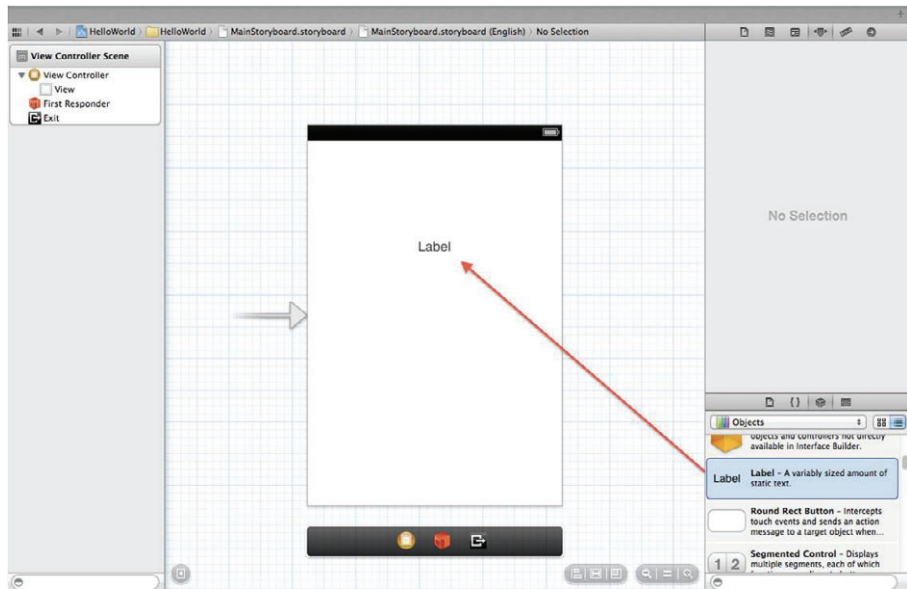 HelloWorld
HelloWorld
MainStoryboard.storyboard
MainStoryboard.storyboard (English)
No Selection
View Controller Scene
View Controller
View
First Responder
Exit
Label
No Selection
{}
Objects
objects and controllers not directly
available in Interface Builder.
Label
Label – A variably sized amount of
static text.
Round Rect Button – Intercepts
touch events and sends an action
message to a target object when...
1 2
Segmented Control – Displays
multiple segments, each of which